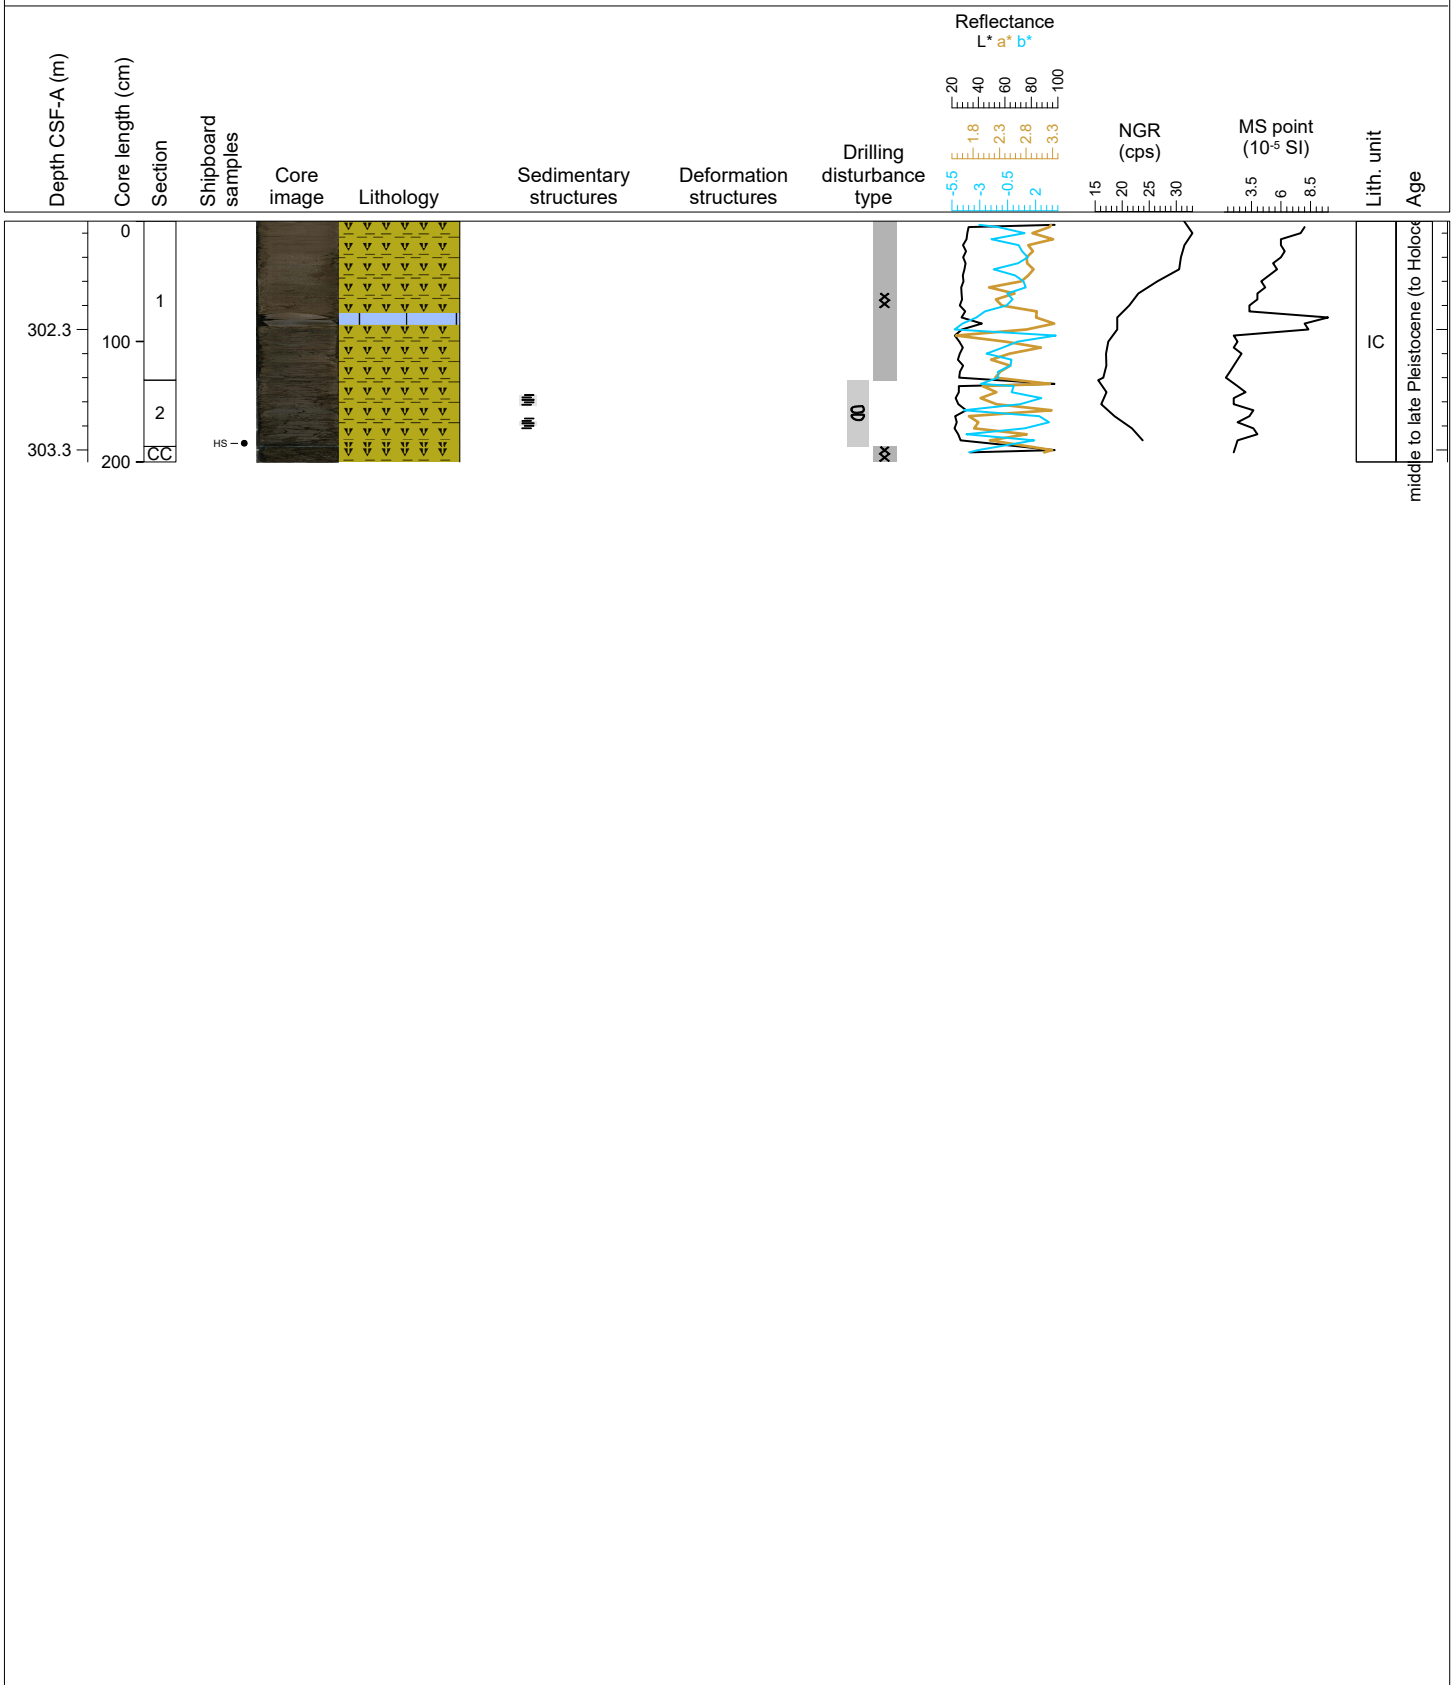 Depth CSF-A (m)
Core length (cm)
Section
Shipboard
samples
Core
image
Lithology
Sedimentary
structures
Deformation
structures
Drilling
disturbance
type
Reflectance
L* a* b*
20 40 60 80 100
1.8 2.3 2.8 3.3
-5.5 -3 -0.5 2
NGR
(cps)
15 20 25 30
MS point
(10-5 SI)
3.5 6 8.5
Lith. unit
Age
0
1
302.3
100
2
HS
303.3
CC
200
IC
middle to late Pleistocene (to Holoce